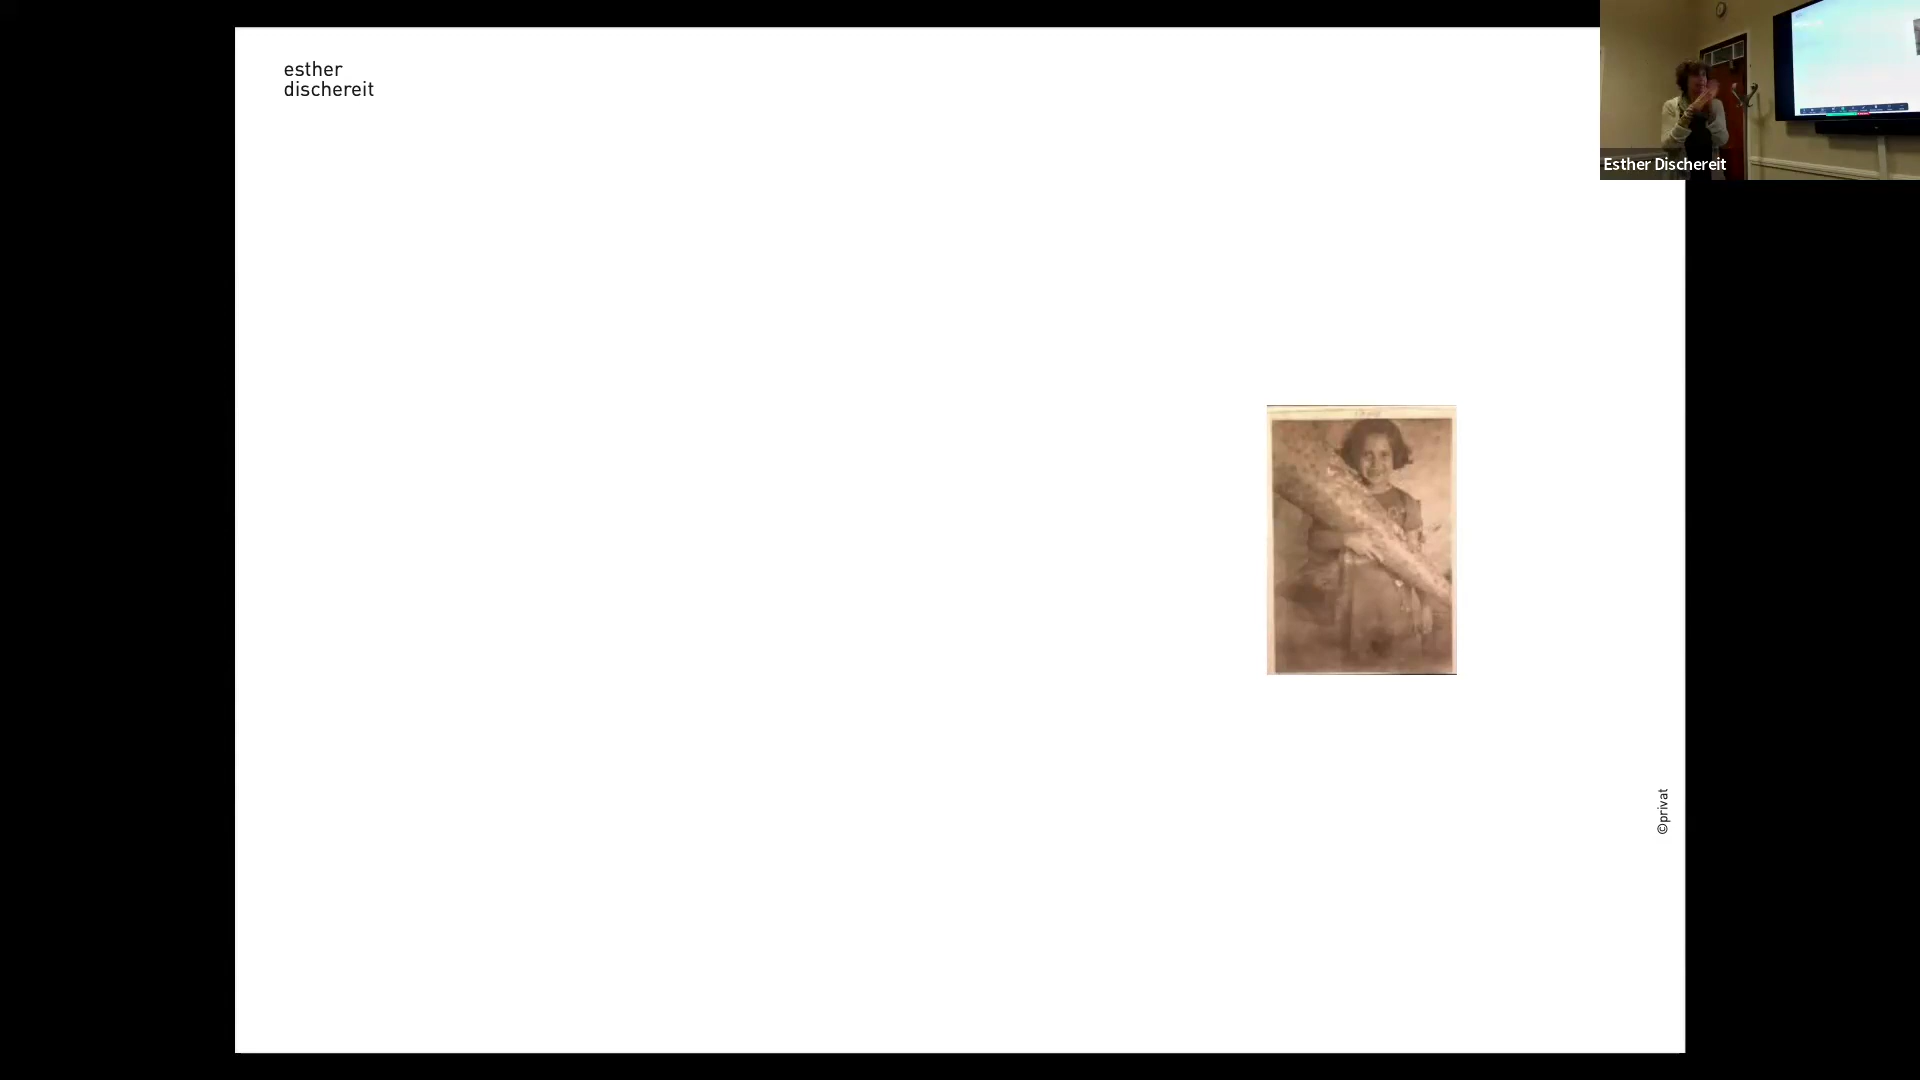 esther
dischereit
Esther Dischereit
©privat